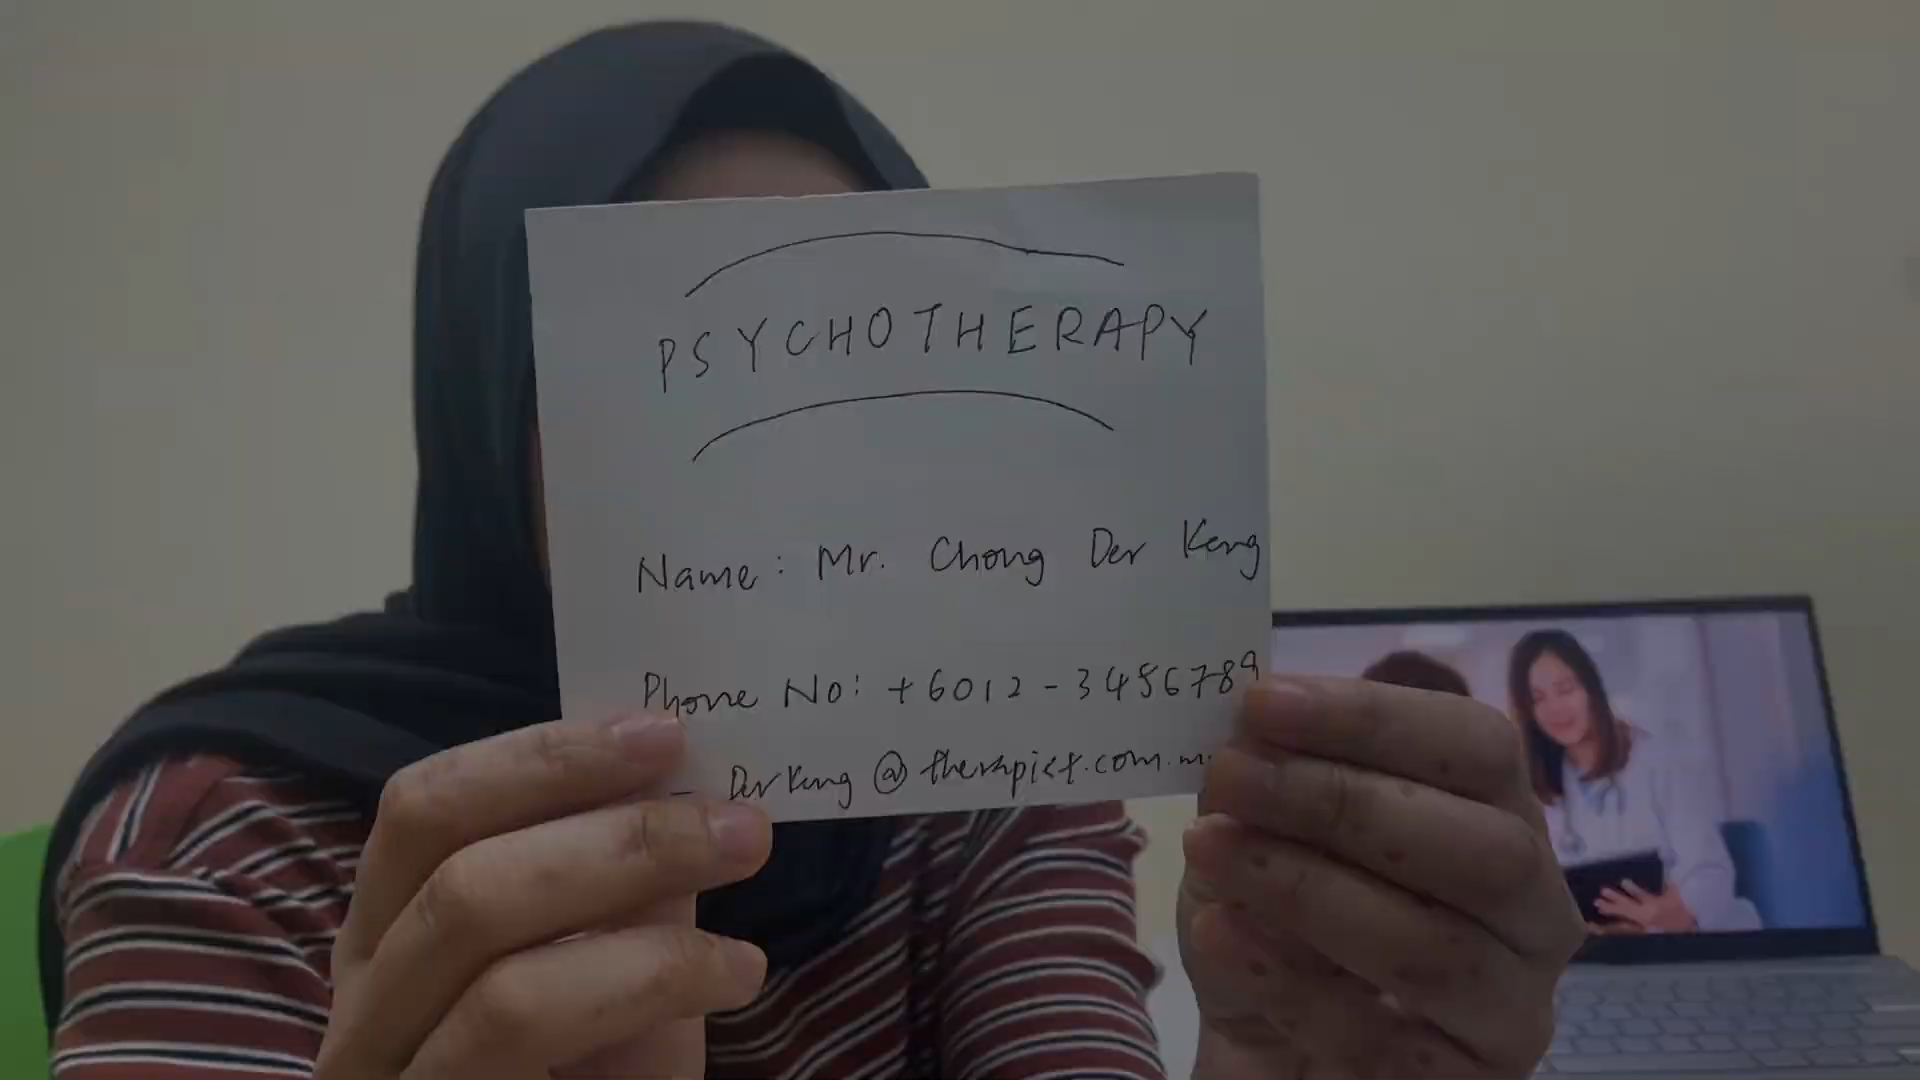 PSYCHOTHERAPY
Name: Mr. Chong Der Keng
Phone No: +6012-3456789
- DerKeng @ therapist.com.m